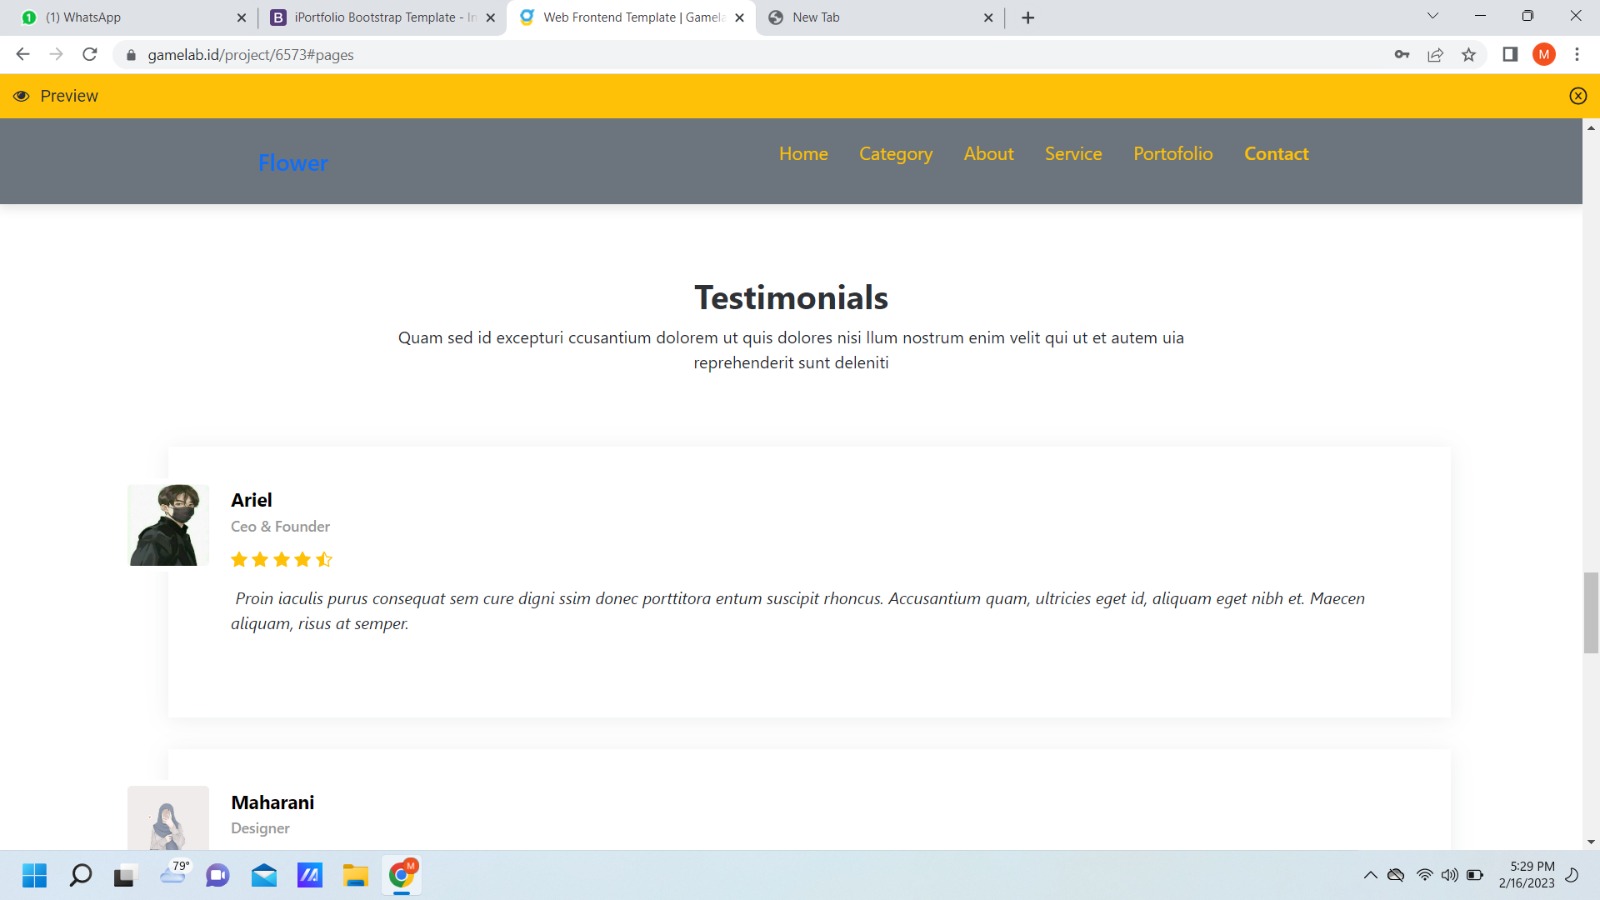 (1) WhatsApp
iPortfolio Bootstrap Template - In
Web Frontend Template | Gamela
New Tab
gamelab.id/project/6573#pages
M
Preview
Flower
Home Category About Service Portofolio Contact
Testimonials
Quam sed id excepturi ccusantium dolorem ut quis dolores nisi llum nostrum enim velit qui ut et autem uia
reprehenderit sunt deleniti
Ariel
Ceo & Founder
Proin iaculis purus consequat sem cure digni ssim donec porttitora entum suscipit rhoncus. Accusantium quam, ultricies eget id, aliquam eget nibh et. Maecen
aliquam, risus at semper.
Maharani
Designer
79°
M
5:29 PM
2/16/2023